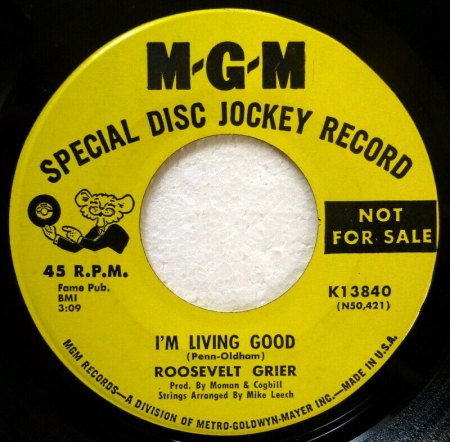 M-G-M
SPECIAL DISC JOCKEY RECORD
NOT
FOR SALE
45 R.P.M.
Fame Pub.
BMI
3:09
K13840
(N50,421)
I'M LIVING GOOD
(Penn-Oldham)
ROOSEVELT GRIER
Prod. By Moman & Cogbill
Strings Arranged By Mike Leech
MGM RECORDS—A DIVISION OF METRO-GOLDWYN-MAYER INC.—MADE IN U.S.A.